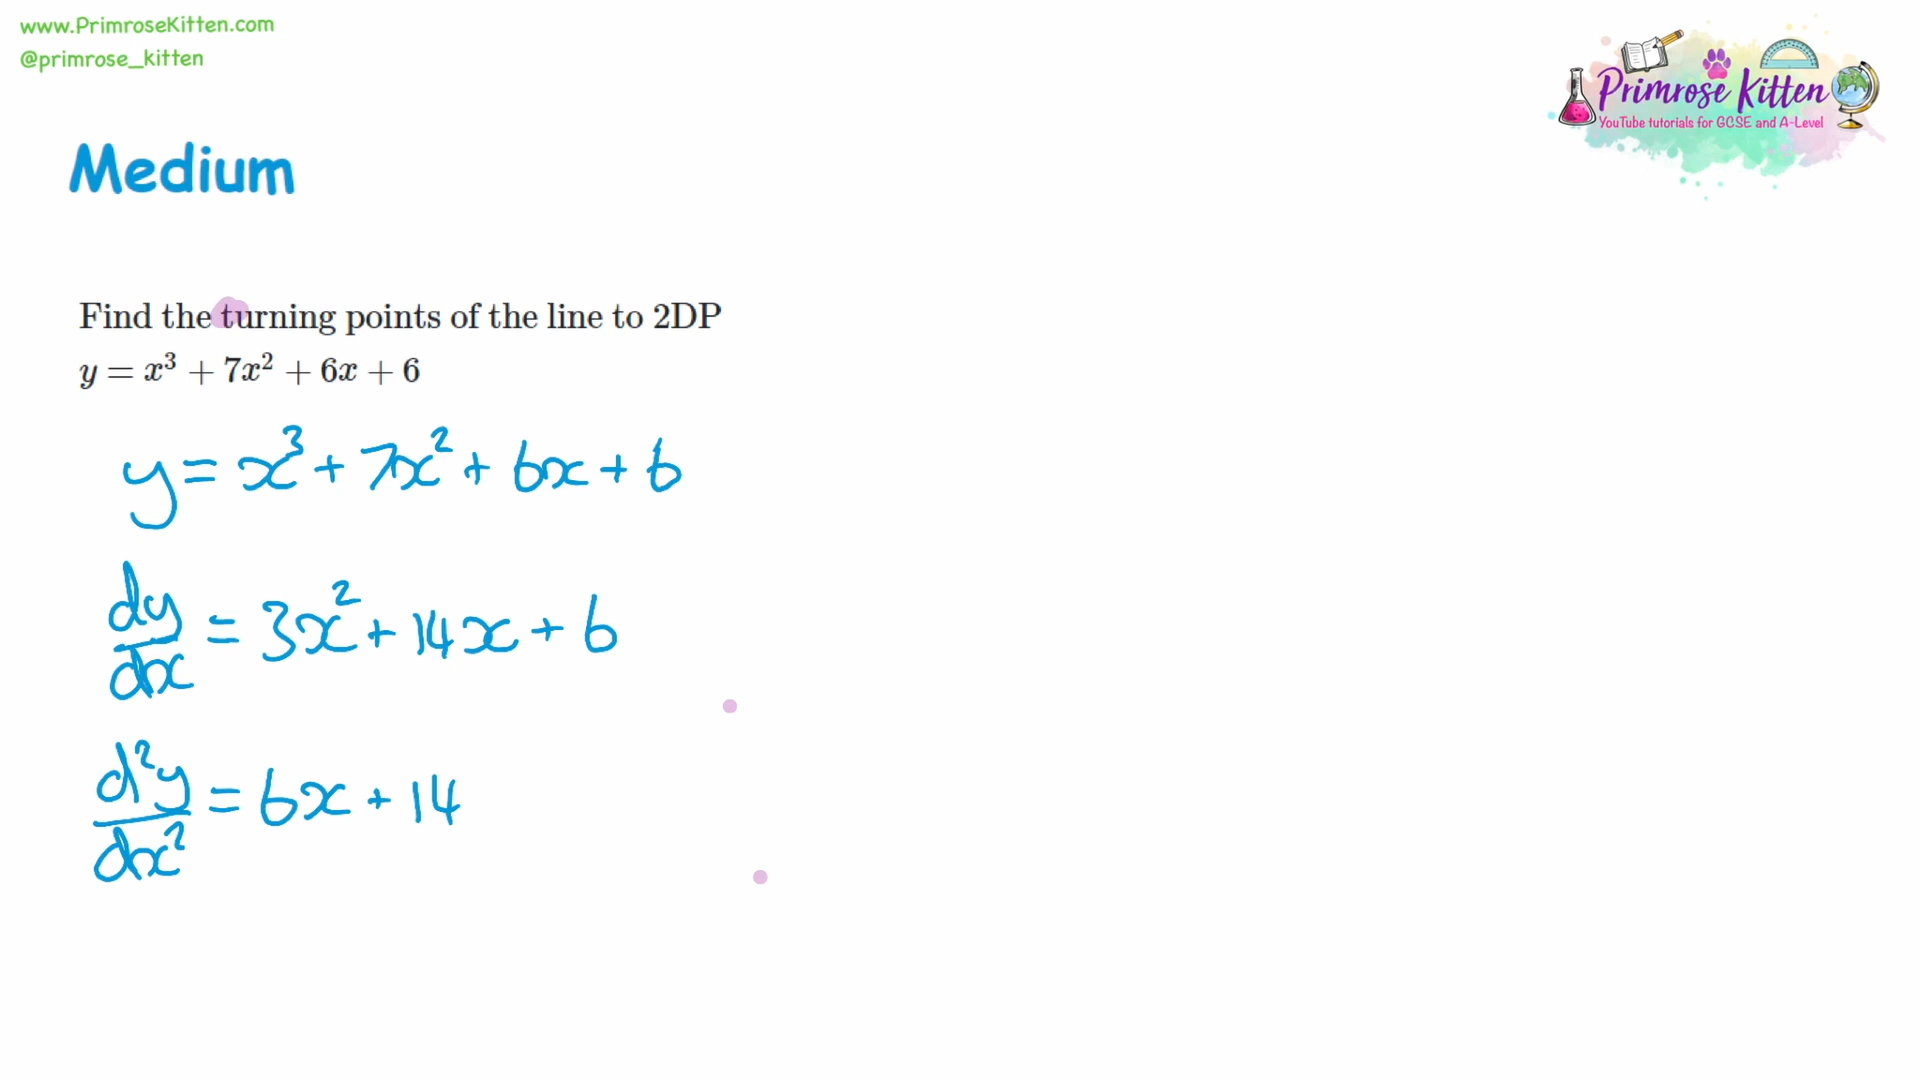 www.PrimroseKitten.com
@primrose_kitten
Primrose Kitten
YouTube tutorials for GCSE and A-Level
Medium
Find the turning points of the line to 2DP
y = x³ + 7x² + 6x + 6
y = x³ + 7x² + 6x + 6
dy/dx = 3x² + 14x + 6
d²y/dx² = 6x + 14